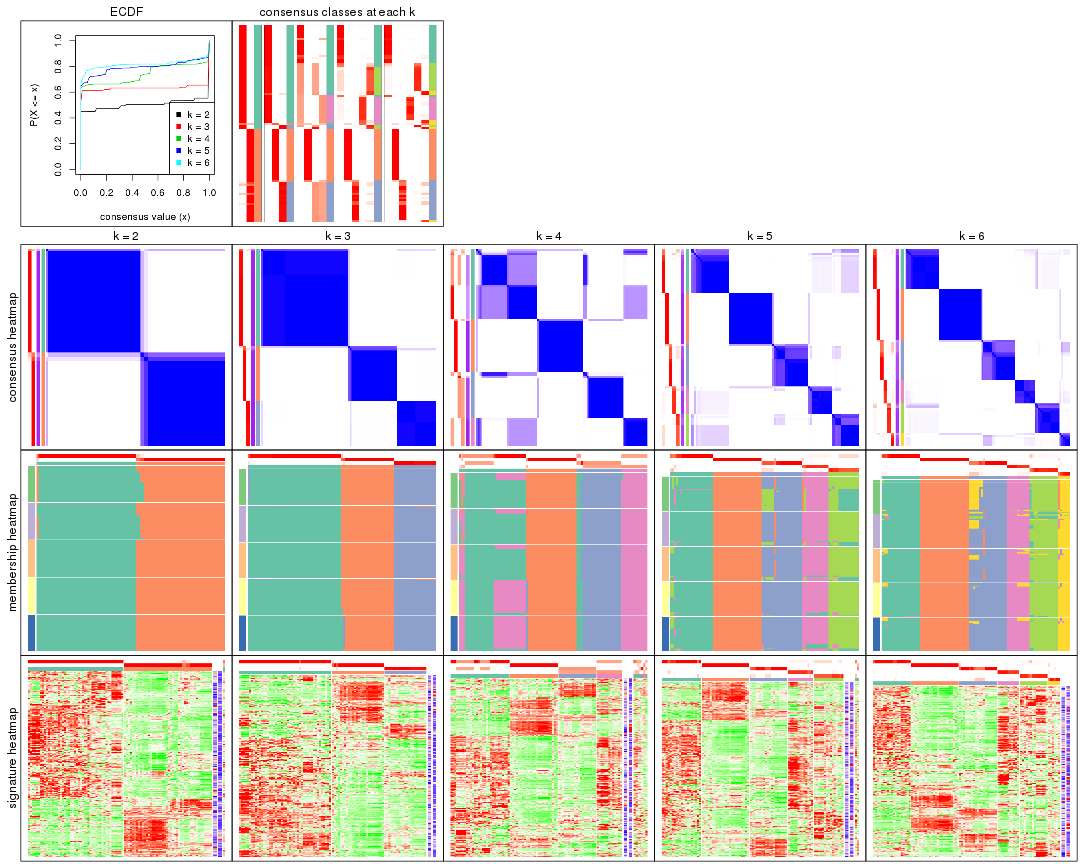 ECDF
consensus classes at each k
P(X <= x)
1.0
0.8
0.6
0.4
0.2
0.0
k = 2
k = 3
k = 4
k = 5
k = 6
0.0 0.2 0.4 0.6 0.8 1.0
consensus value (x)
k = 2
k = 3
k = 4
k = 5
k = 6
consensus heatmap
membership heatmap
signature heatmap